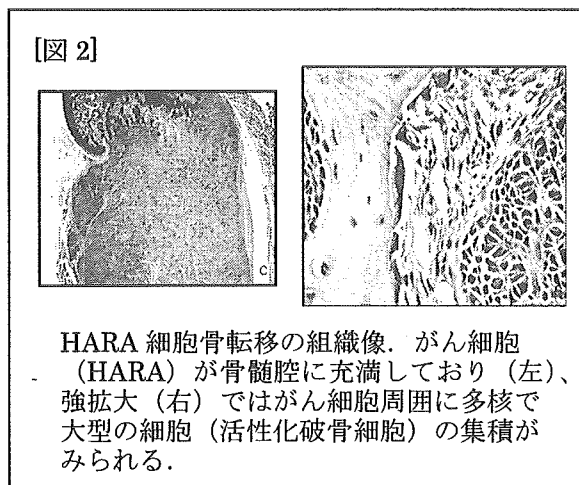 [図 2]
C
HARA 細胞骨転移の組織像．がん細胞
（HARA）が骨髄腔に充満しており（左）、
強拡大（右）ではがん細胞周囲に多核で
大型の細胞（活性化破骨細胞）の集積が
みられる．